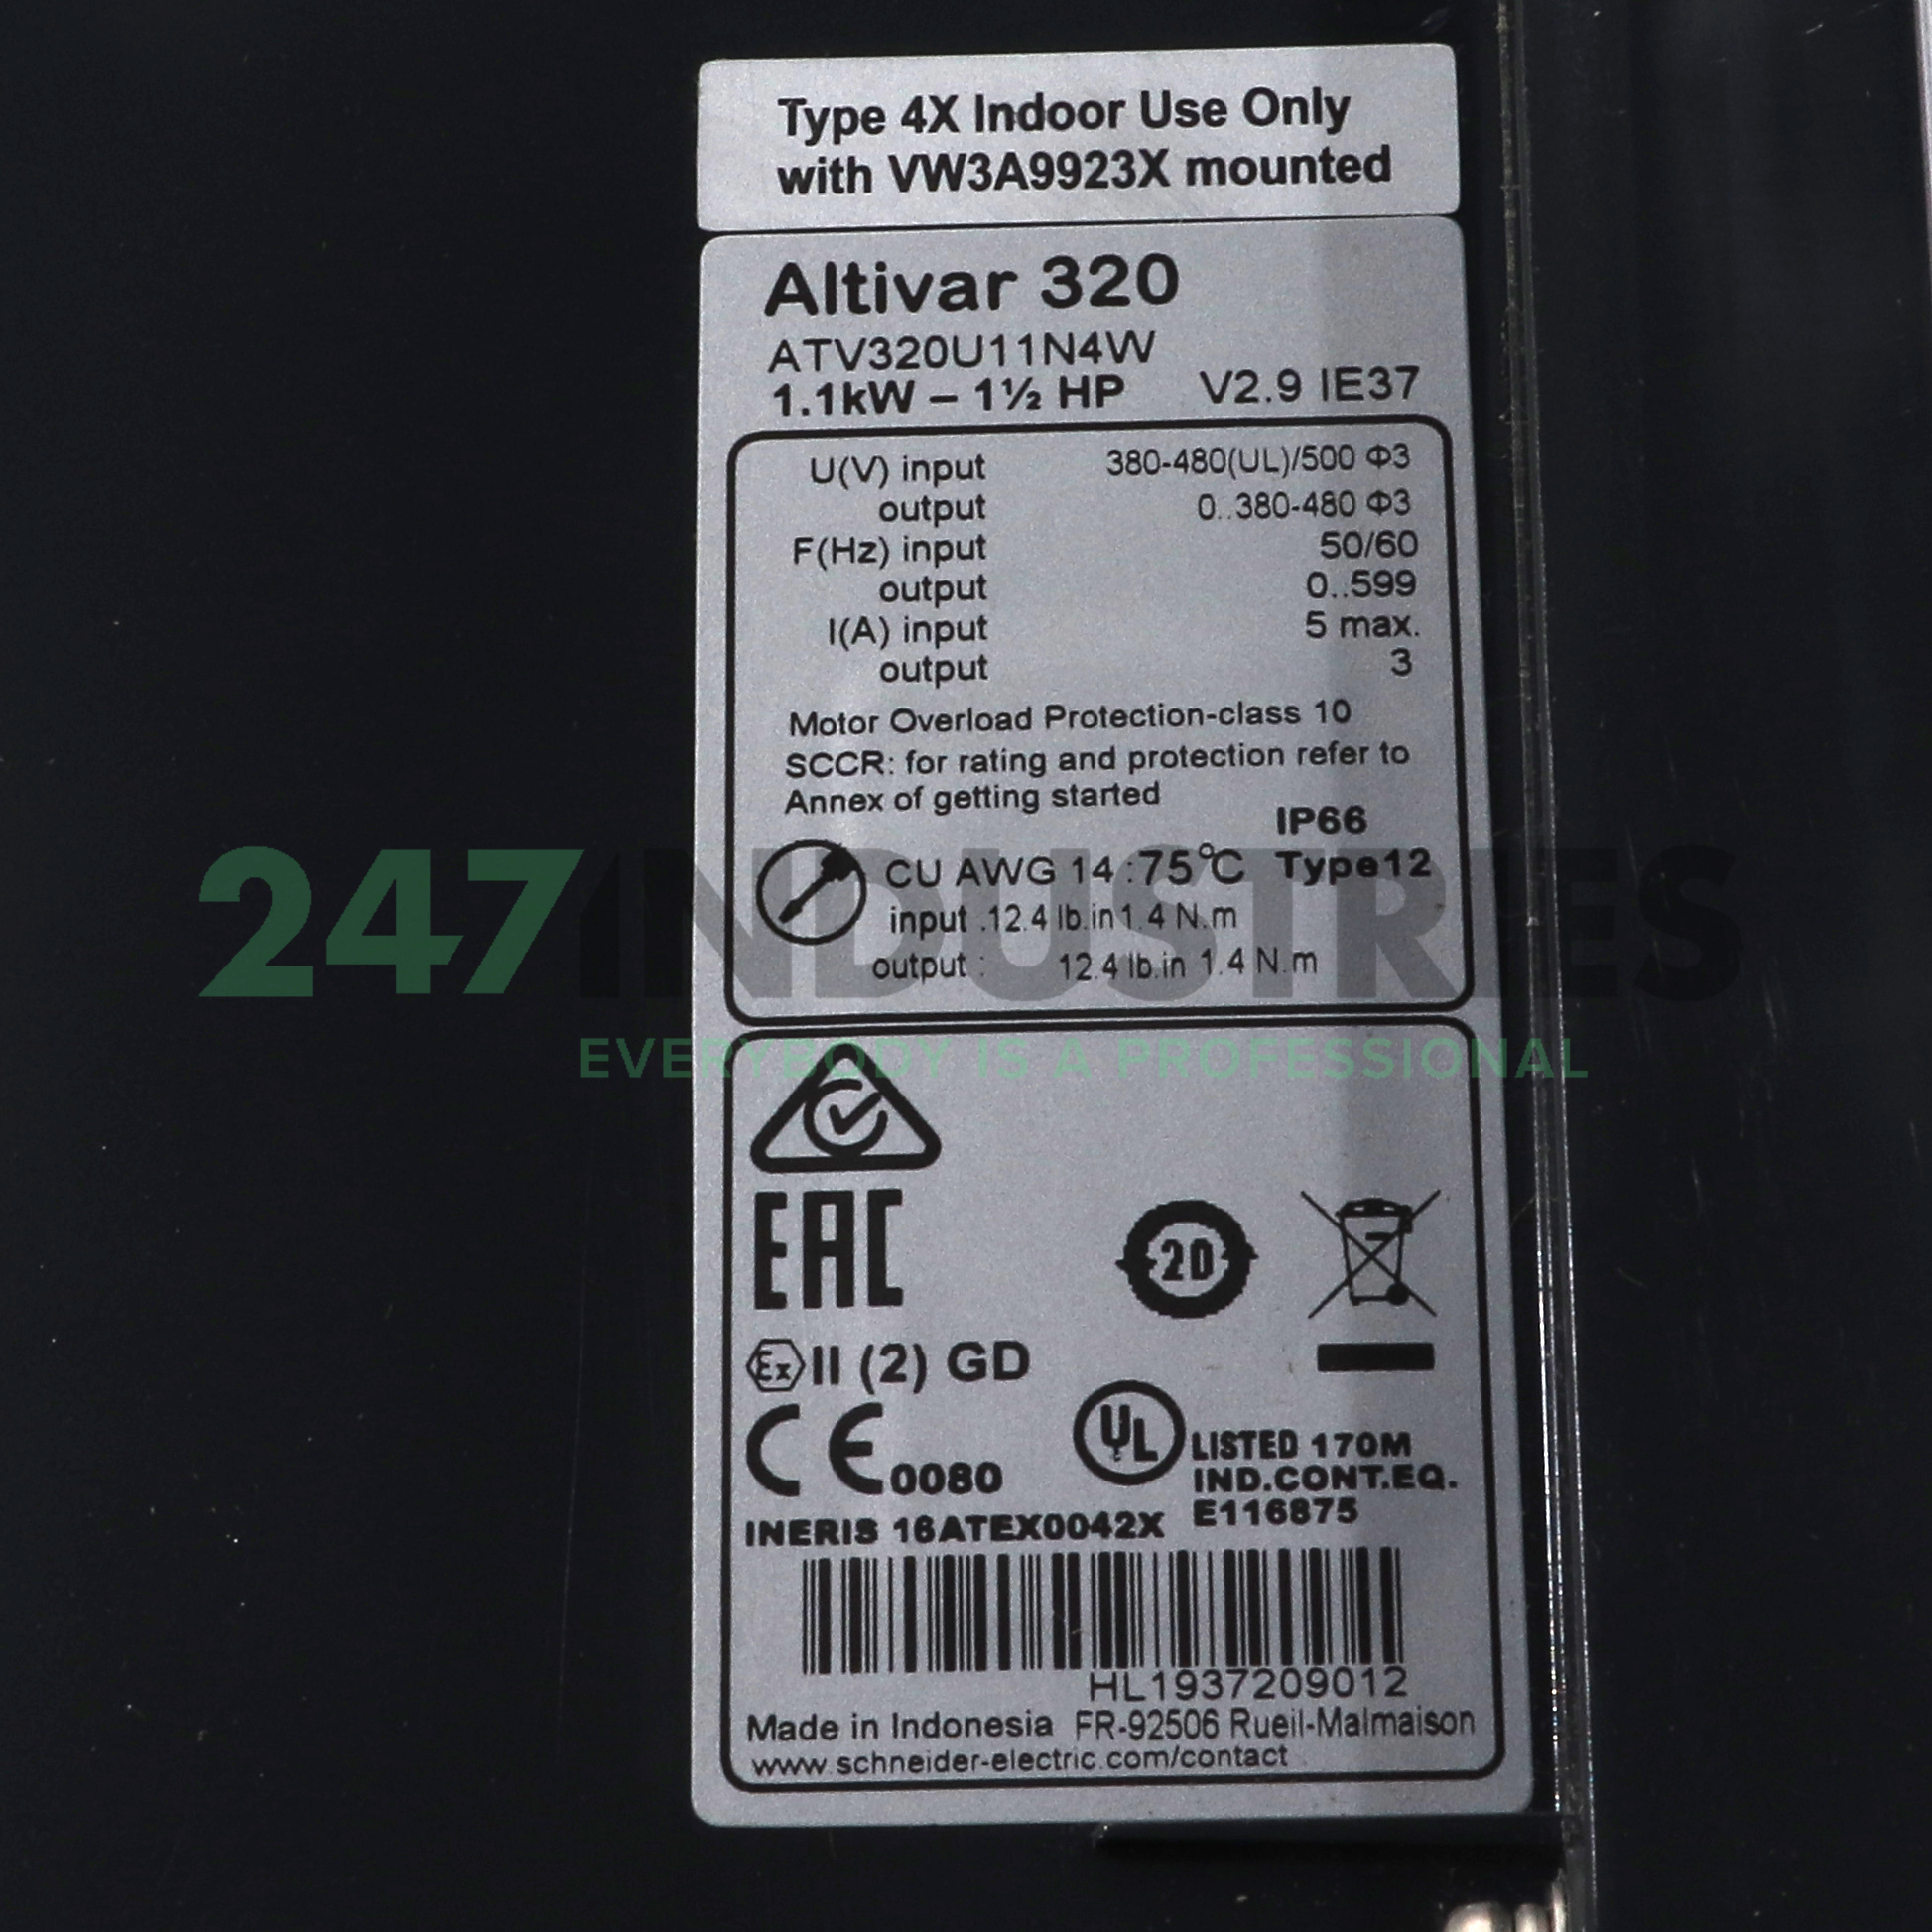 Type 4X Indoor Use Only
with VW3A9923X mounted
Altivar 320
ATV320U11N4W
1.1kW – 1½ HP V2.9 IE37
U(V) input 380-480(UL)/500 Φ3
output 0..380-480 Φ3
F(Hz) input 50/60
output 0..599
I(A) input 5 max.
output 3
Motor Overload Protection-class 10
SCCR: for rating and protection refer to
Annex of getting started
IP66
CU AWG 14 :75°C Type12
input .12.4 lb.in 1.4 N.m
output : 12.4 lb.in 1.4 N.m
247INDUSTRIES
EVERYBODY IS A PROFESSIONAL
EAC
20
Ex II (2) GD
CE 0080
UL LISTED 170M
IND.CONT.EQ.
E116875
INERIS 16ATEX0042X
HL1937209012
Made in Indonesia FR-92506 Rueil-Malmaison
www.schneider-electric.com/contact